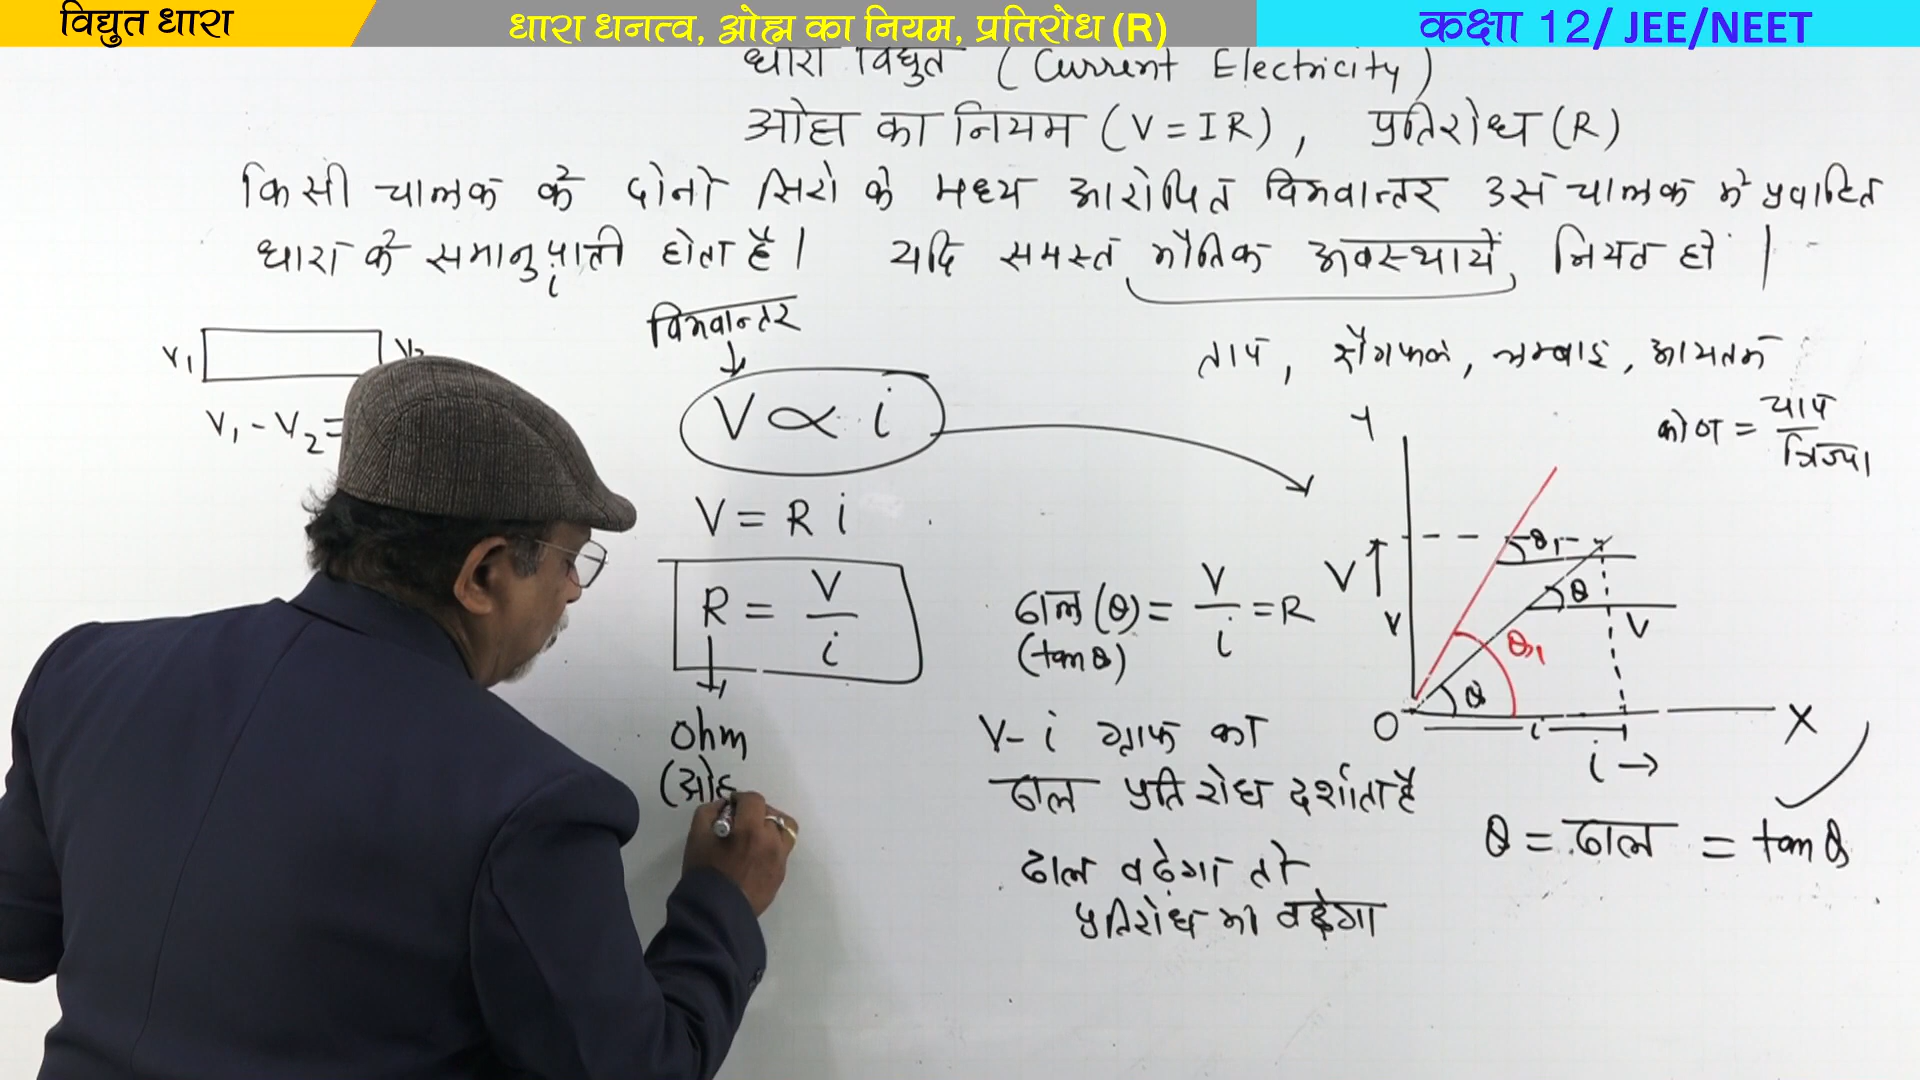 विद्युत धारा
धारा धनत्व, ओह्म का नियम, प्रतिरोध (R)
कक्षा 12/ JEE/NEET
धारा विद्युत (Current Electricity)
ओह्म का नियम (V = IR), प्रतिरोध (R)
किसी चालक के दोनो सिरो के मध्य आरोपित विभवान्तर उस चालक मे प्रवाहित
धारा के समानुपाती होता है। यदि समस्त भौतिक अवस्थायें नियत हो।
i
विभवान्तर
V₁
V₂
V₁ - V₂ =
ताप, क्षेत्रफल, लम्बाई, आयतन
V ∝ i
V = R i
R = V/i
ohm
(ओह
ढाल (θ) = V/i = R
(tan θ)
V- i ग्राफ का
ढाल प्रतिरोध दर्शाता है
ढाल बढ़ेगा तो
प्रतिरोध भी बढ़ेगा
कोण = चाप/त्रिज्या
Y
V↑
V
θ₁
θ
V
θ₁
θ
O
i
X
i →
θ = ढाल = tan θ